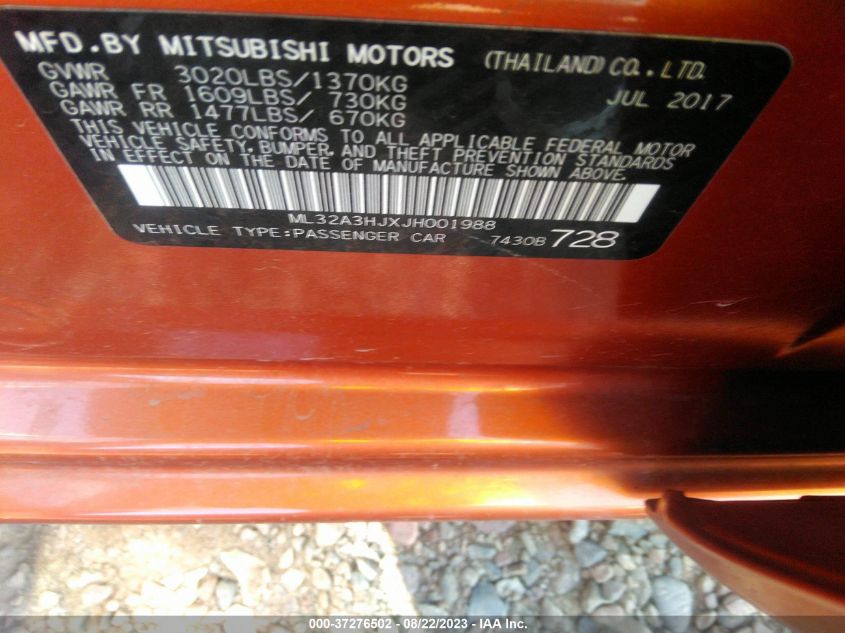 MFD.BY MITSUBISHI MOTORS (THAILAND) CO.,LTD.
GVWR 3020LBS/1370KG JUL 2017
GAWR FR 1609LBS/ 730KG
GAWR RR 1477LBS/ 670KG
THIS VEHICLE CONFORMS TO ALL APPLICABLE FEDERAL MOTOR
VEHICLE SAFETY, BUMPER, AND THEFT PREVENTION STANDARDS
IN EFFECT ON THE DATE OF MANUFACTURE SHOWN ABOVE.
ML32A3HJXJH001988
VEHICLE TYPE:PASSENGER CAR 7430B 728
000-37276502 - 08/22/2023 - IAA Inc.